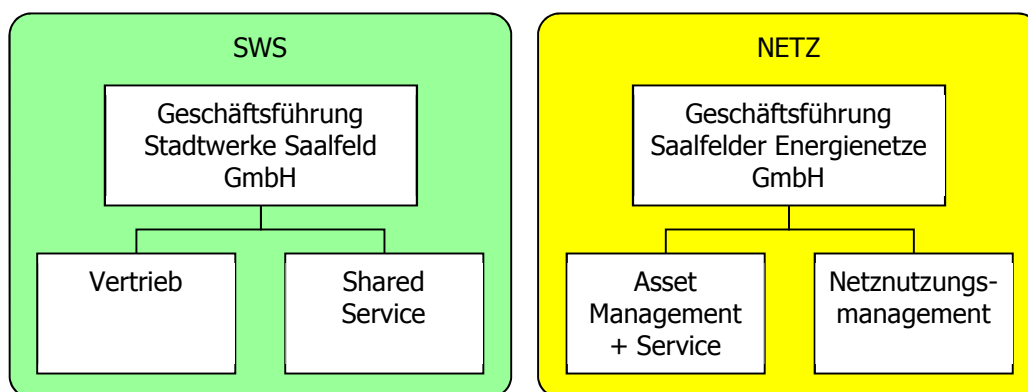 SWS
Geschäftsführung
Stadtwerke Saalfeld
GmbH
Vertrieb
Shared
Service
NETZ
Geschäftsführung
Saalfelder Energienetze
GmbH
Asset
Management
+ Service
Netznutzungs-
management